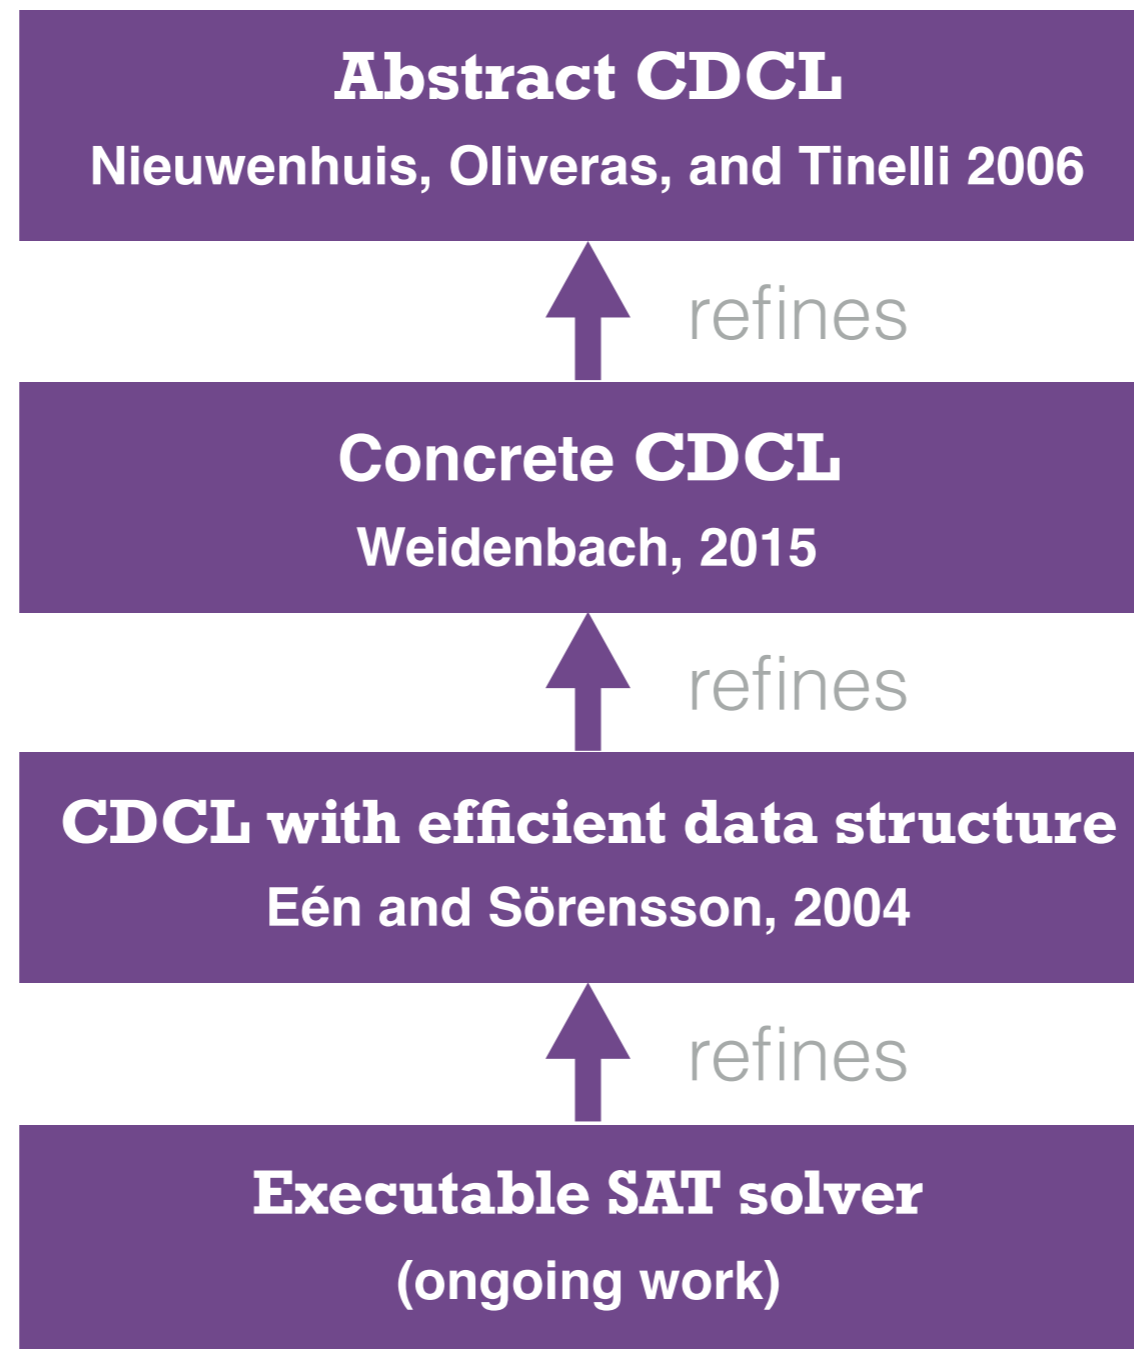 Abstract CDCL
Nieuwenhuis, Oliveras, and Tinelli 2006
refines
Concrete CDCL
Weidenbach, 2015
refines
CDCL with efficient data structure
Eén and Sörensson, 2004
refines
Executable SAT solver
(ongoing work)